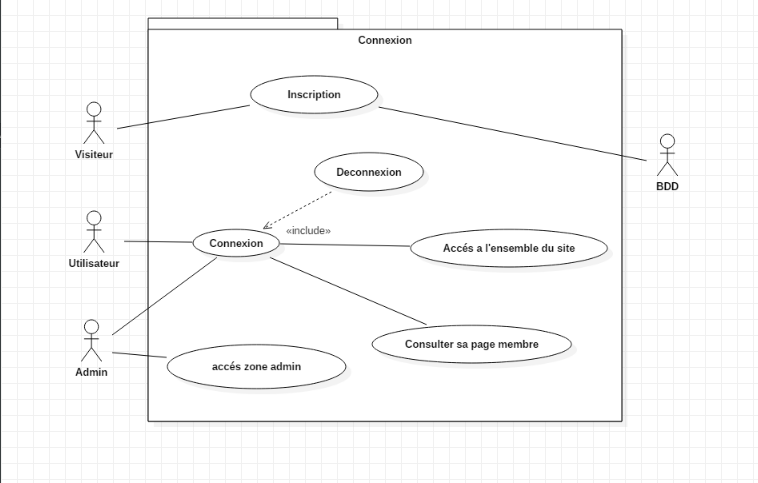 Connexion
Inscription
Visiteur
Deconnexion
BDD
«include»
Connexion
Accés a l'ensemble du site
Utilisateur
Consulter sa page membre
accés zone admin
Admin